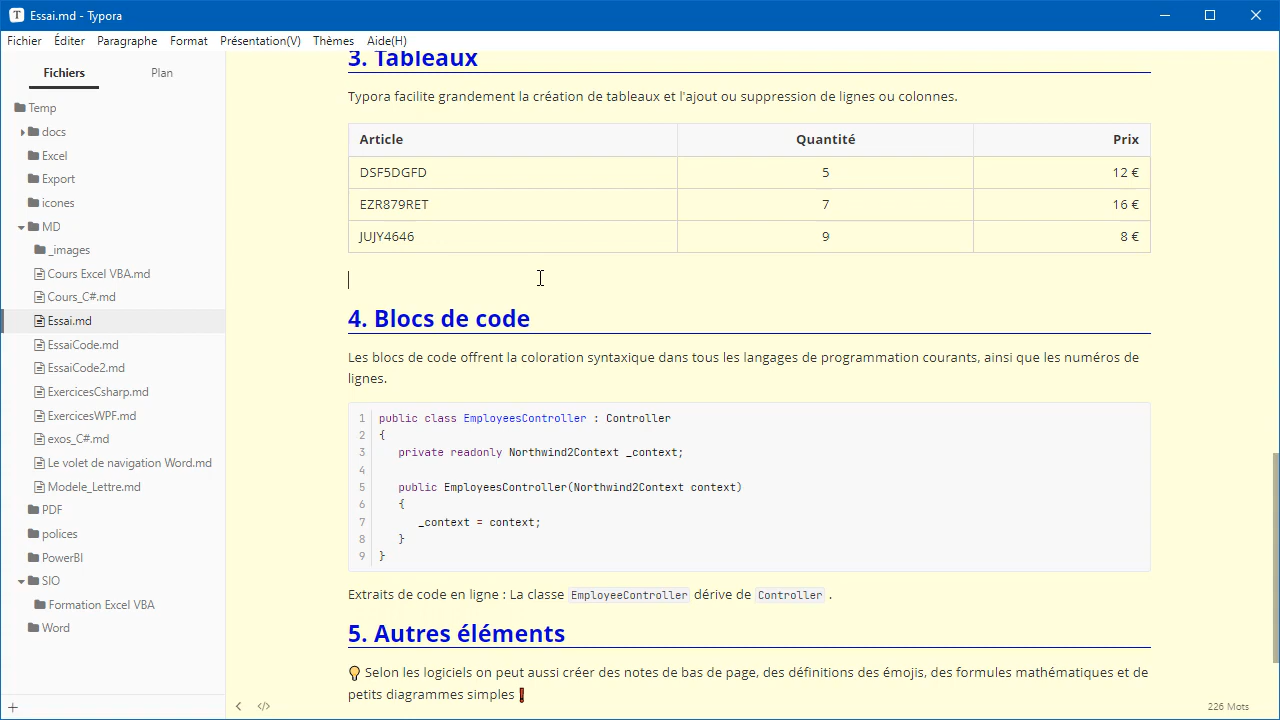 Essai.md - Typora
Fichier Éditer Paragraphe Format Présentation(V) Thèmes Aide(H)
Fichiers Plan
Temp
docs
Excel
Export
icones
MD
_images
Cours Excel VBA.md
Cours_C#.md
Essai.md
EssaiCode.md
EssaiCode2.md
ExercicesCsharp.md
ExercicesWPF.md
exos_C#.md
Le volet de navigation Word.md
Modele_Lettre.md
PDF
polices
PowerBI
SIO
Formation Excel VBA
Word
3. Tableaux
Typora facilite grandement la création de tableaux et l'ajout ou suppression de lignes ou colonnes.
Article Quantité Prix
DSF5DGFD 5 12 €
EZR879RET 7 16 €
JUJY4646 9 8 €
4. Blocs de code
Les blocs de code offrent la coloration syntaxique dans tous les langages de programmation courants, ainsi que les numéros de
lignes.
1 public class EmployeesController : Controller
2 {
3 private readonly Northwind2Context _context;
4
5 public EmployeesController(Northwind2Context context)
6 {
7 _context = context;
8 }
9 }
Extraits de code en ligne : La classe EmployeeController dérive de Controller .
5. Autres éléments
💡 Selon les logiciels on peut aussi créer des notes de bas de page, des définitions des émojis, des formules mathématiques et de
petits diagrammes simples ❗
226 Mots